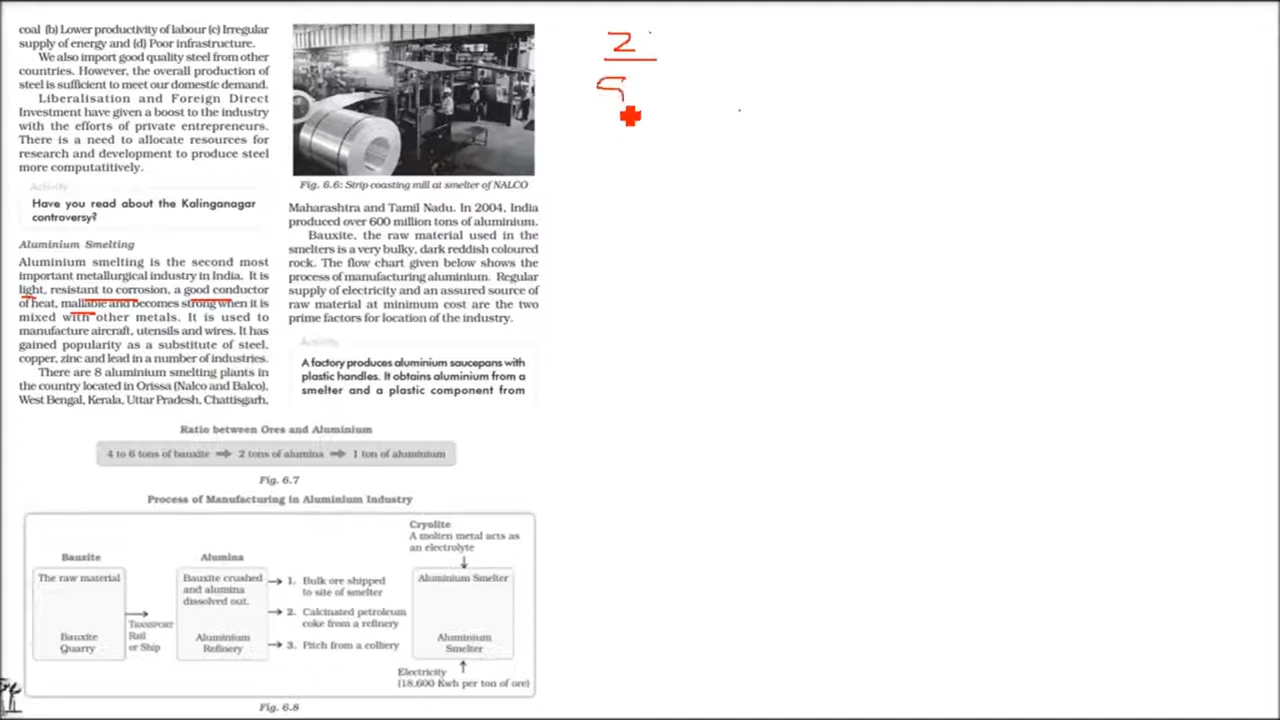 coal (b) Lower productivity of labour (c) Irregular
supply of energy and (d) Poor infrastructure.
We also import good quality steel from other
countries. However, the overall production of
steel is sufficient to meet our domestic demand.
Liberalisation and Foreign Direct
Investment have given a boost to the industry
with the efforts of private entrepreneurs.
There is a need to allocate resources for
research and development to produce steel
more computatitively.
Activity
Have you read about the Kalinganagar
controversy?
Aluminium Smelting
Aluminium smelting is the second most
important metallurgical industry in India. It is
light, resistant to corrosion, a good conductor
of heat, mallable and becomes strong when it is
mixed with other metals. It is used to
manufacture aircraft, utensils and wires. It has
gained popularity as a substitute of steel,
copper, zinc and lead in a number of industries.
There are 8 aluminium smelting plants in
the country located in Orissa (Nalco and Balco),
West Bengal, Kerala, Uttar Pradesh, Chattisgarh,
Fig. 6.6: Strip coasting mill at smelter of NALCO
Maharashtra and Tamil Nadu. In 2004, India
produced over 600 million tons of aluminium.
Bauxite, the raw material used in the
smelters is a very bulky, dark reddish coloured
rock. The flow chart given below shows the
process of manufacturing aluminium. Regular
supply of electricity and an assured source of
raw material at minimum cost are the two
prime factors for location of the industry.
Activity
A factory produces aluminium saucepans with
plastic handles. It obtains aluminium from a
smelter and a plastic component from
Ratio between Ores and Aluminium
4 to 6 tons of bauxite ➡ 2 tons of alumina ➡ 1 ton of aluminium
Fig. 6.7
Process of Manufacturing in Aluminium Industry
Bauxite
The raw material
Bauxite
Quarry
TRANSPORT
Rail
or Ship
Alumina
Bauxite crushed
and alumina
dissolved out.
Aluminium
Refinery
1. Bulk ore shipped
to site of smelter
2. Calcinated petroleum
coke from a refinery
3. Pitch from a colliery
Cryolite
A molten metal acts as
an electrolyte
Aluminium Smelter
Aluminium
Smelter
Electricity
(18,600 Kwh per ton of ore)
Fig. 6.8
2